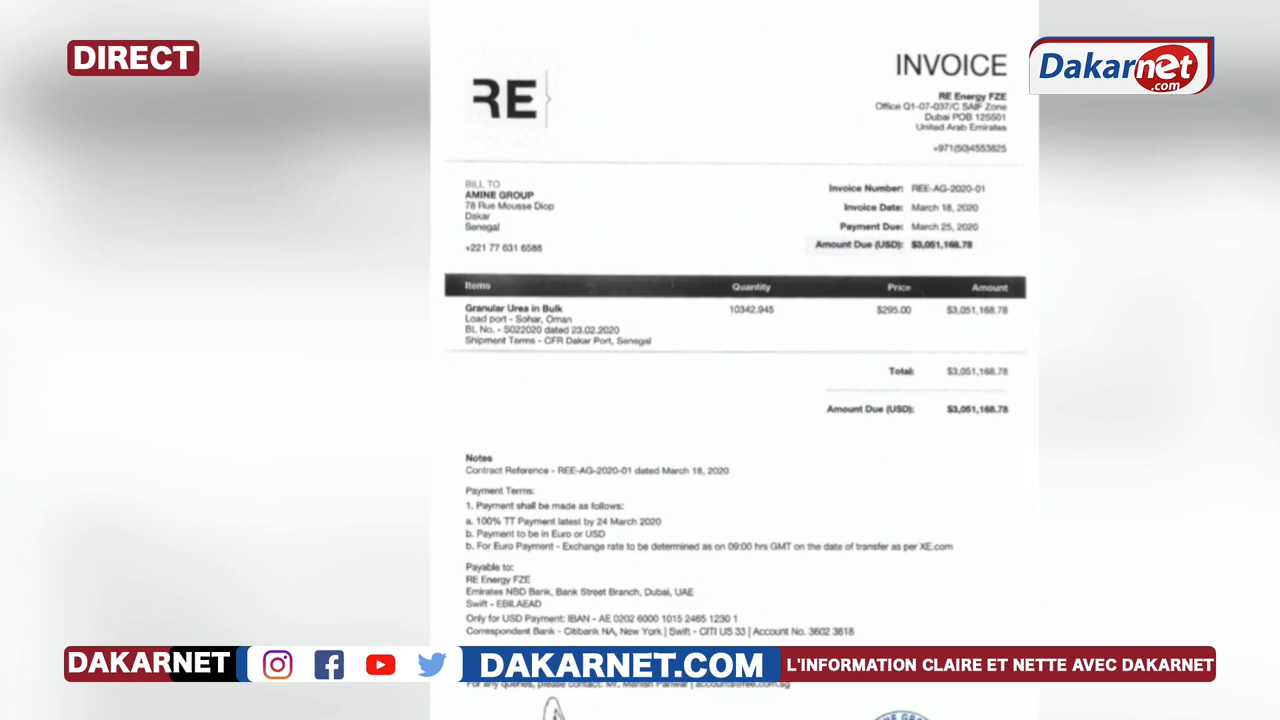 DIRECT
Dakarnet
.com
RE
INVOICE
RE Energy FZE
Office Q1-07-037/C SAIF Zone
Dubai POB 125501
United Arab Emirates
+971(50)4553825
BILL TO
AMINE GROUP
78 Rue Mousse Diop
Dakar
Senegal
+221 77 631 6588
Invoice Number: REE-AG-2020-01
Invoice Date: March 18, 2020
Payment Due: March 25, 2020
Amount Due (USD): $3,051,168.78
Items Quantity Price Amount
Granular Urea in Bulk 10342.945 $295.00 $3,051,168.78
Load port - Sohar, Oman
BL No. - S022020 dated 23.02.2020
Shipment Terms - CFR Dakar Port, Senegal
Total: $3,051,168.78
Amount Due (USD): $3,051,168.78
Notes
Contract Reference - REE-AG-2020-01 dated March 18, 2020
Payment Terms:
1. Payment shall be made as follows:
a. 100% TT Payment latest by 24 March 2020
b. Payment to be in Euro or USD
b. For Euro Payment - Exchange rate to be determined as on 09:00 hrs GMT on the date of transfer as per XE.com
Payable to:
RE Energy FZE
Emirates NBD Bank, Bank Street Branch, Dubai, UAE
Swift - EBILAEAD
Only for USD Payment: IBAN - AE 0202 6000 1015 2465 1230 1
Correspondent Bank - Citibank NA, New York | Swift - CITI US 33 | Account No. 3602 3618
DAKARNET
DAKARNET.COM
L'INFORMATION CLAIRE ET NETTE AVEC DAKARNET
For any queries, please contact: Mr. Manish